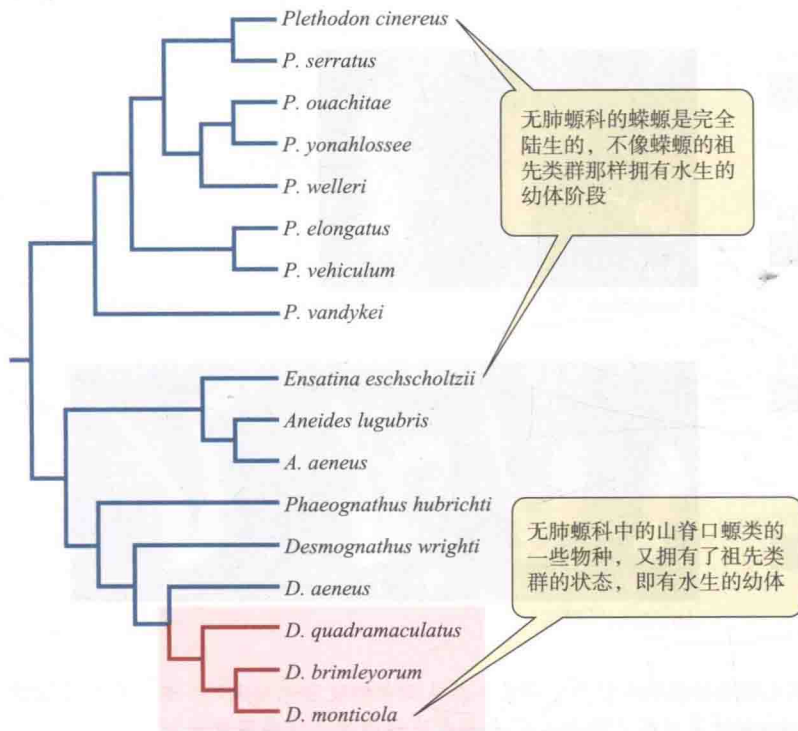 Plethodon cinereus
P. serratus
P. ouachitae
P. yonahlossee
P. welleri
P. elongatus
P. vehiculum
P. vandykei
Ensatina eschscholtzii
Aneides lugubris
A. aeneus
Phaeognathus hubrichti
Desmognathus wrighti
D. aeneus
D. quadramaculatus
D. brimleyorum
D. monticola
无肺螈科的蝾螈是完全
陆生的，不像蝾螈的祖
先类群那样拥有水生的
幼体阶段
无肺螈科中的山脊口螈类的
一些物种，又拥有了祖先类
群的状态，即有水生的幼体